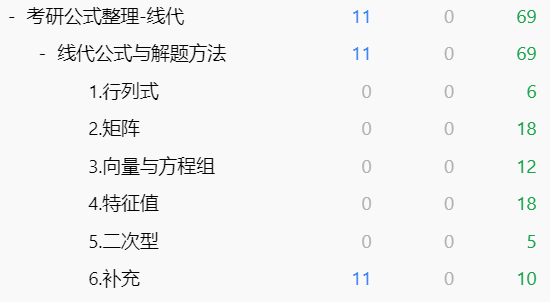 - 考研公式整理-线代 11 0 69
- 线代公式与解题方法 11 0 69
1.行列式 0 0 6
2.矩阵 0 0 18
3.向量与方程组 0 0 12
4.特征值 0 0 18
5.二次型 0 0 5
6.补充 11 0 10